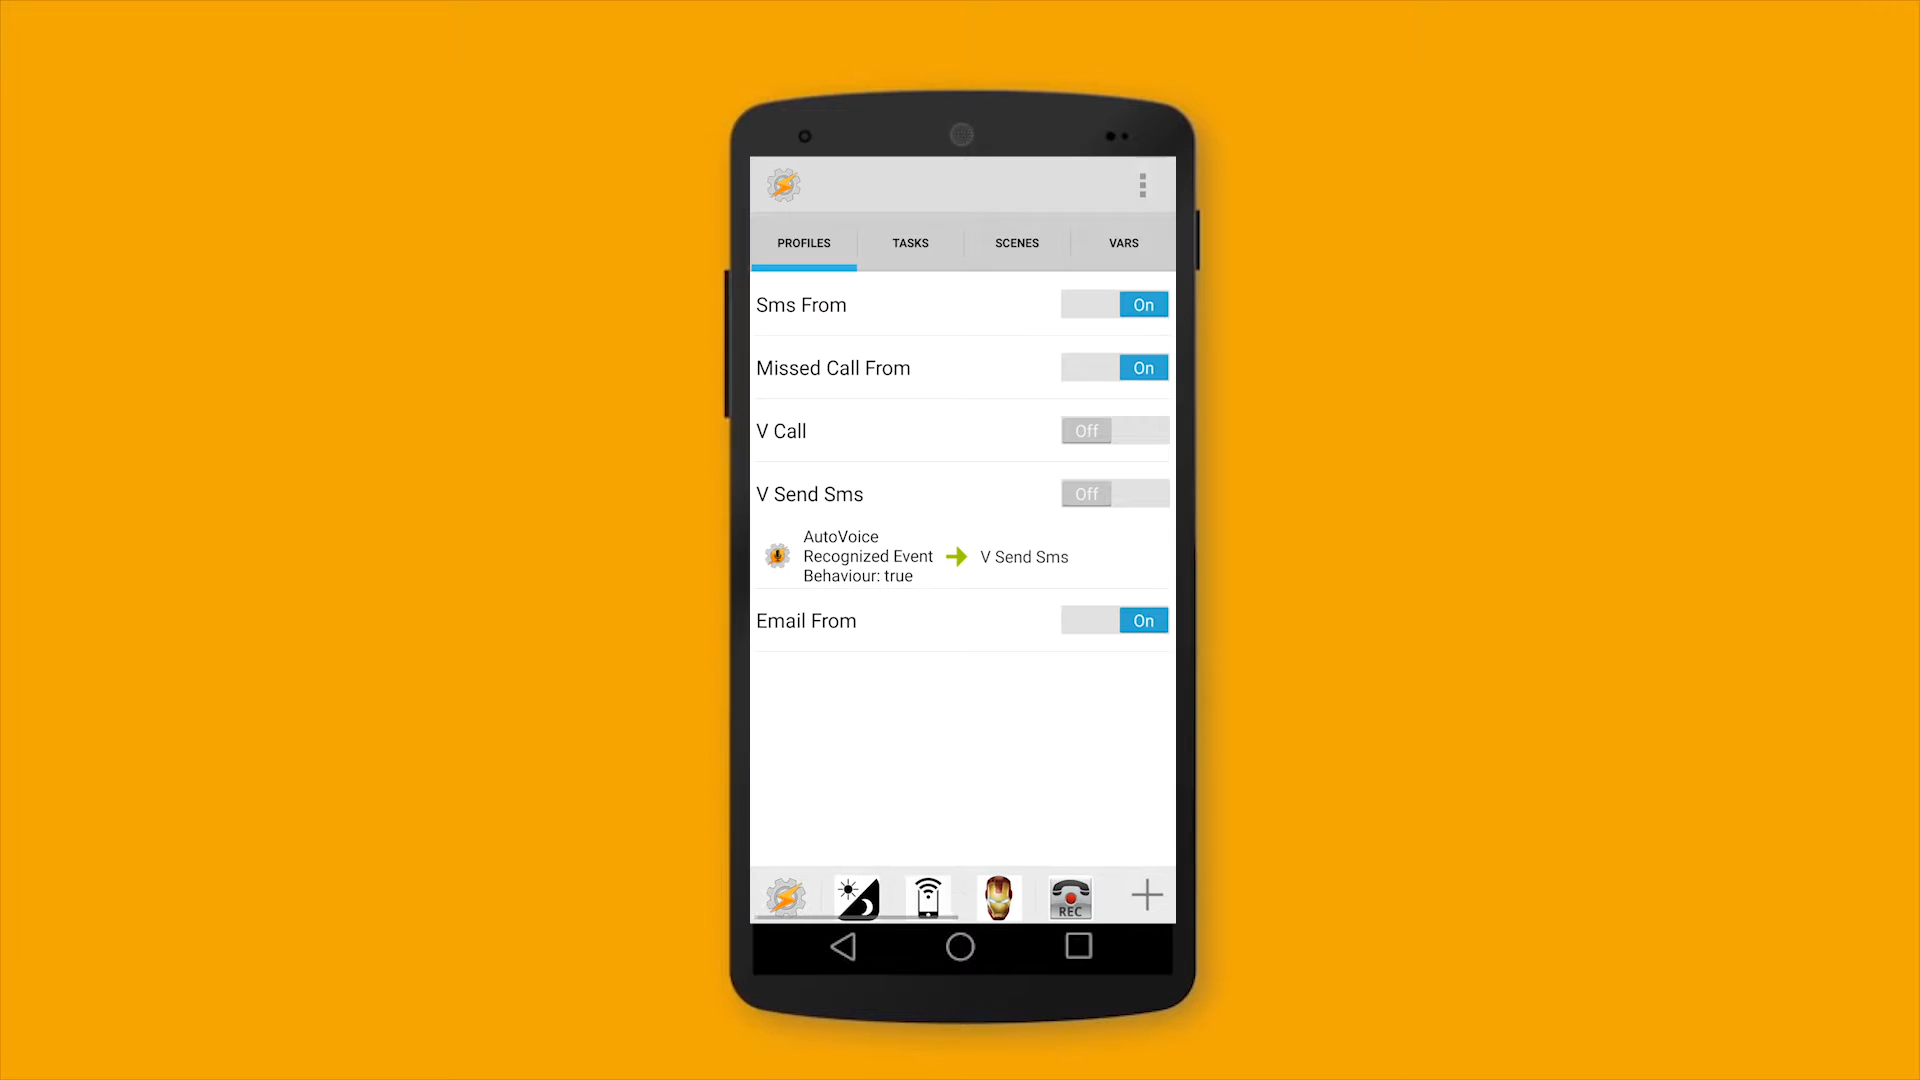 PROFILES TASKS SCENES VARS
Sms From On
Missed Call From On
V Call Off
V Send Sms Off
AutoVoice
Recognized Event V Send Sms
Behaviour: true
Email From On
REC